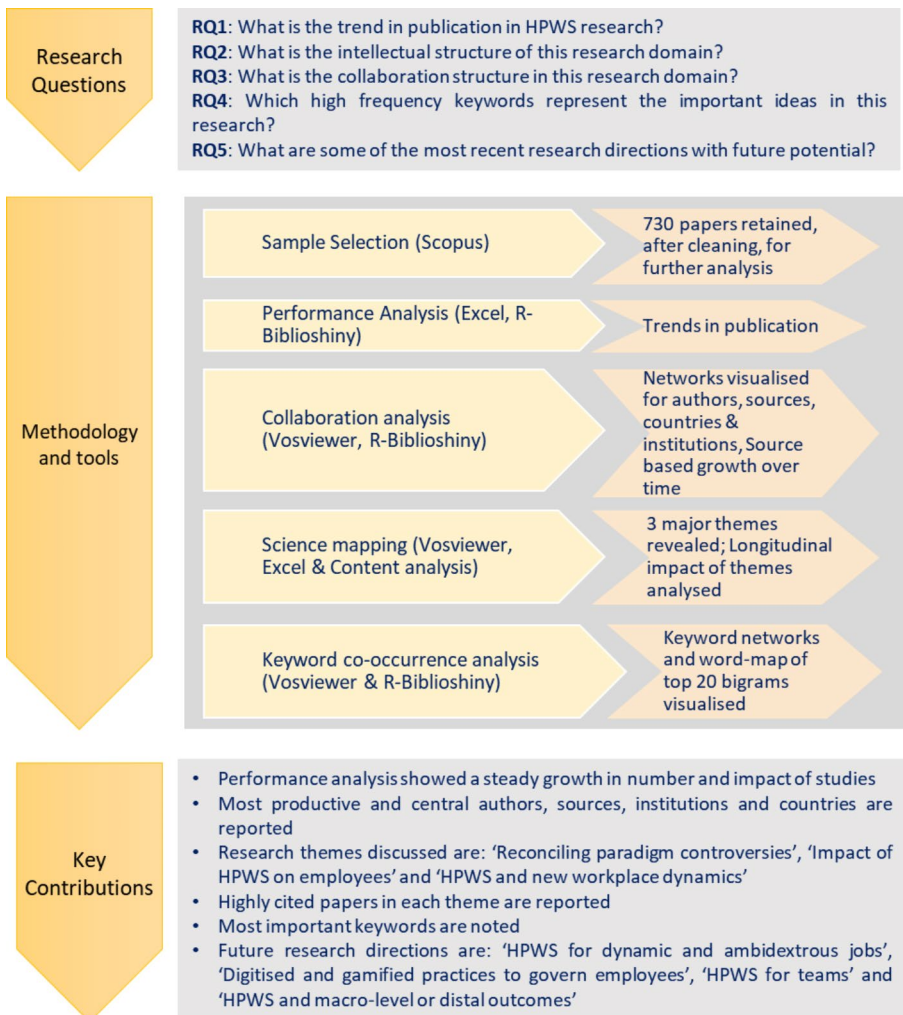 Research
Questions
RQ1: What is the trend in publication in HPWS research?
RQ2: What is the intellectual structure of this research domain?
RQ3: What is the collaboration structure in this research domain?
RQ4: Which high frequency keywords represent the important ideas in this
research?
RQ5: What are some of the most recent research directions with future potential?
Methodology
and tools
Sample Selection (Scopus)
730 papers retained,
after cleaning, for
further analysis
Performance Analysis (Excel, R-
Biblioshiny)
Trends in publication
Collaboration analysis
(Vosviewer, R-Biblioshiny)
Networks visualised
for authors, sources,
countries &
institutions, Source
based growth over
time
Science mapping (Vosviewer,
Excel & Content analysis)
3 major themes
revealed; Longitudinal
impact of themes
analysed
Keyword co-occurrence analysis
(Vosviewer & R-Biblioshiny)
Keyword networks
and word-map of
top 20 bigrams
visualised
Key
Contributions
• Performance analysis showed a steady growth in number and impact of studies
• Most productive and central authors, sources, institutions and countries are
reported
• Research themes discussed are: ‘Reconciling paradigm controversies’, ‘Impact of
HPWS on employees’ and ‘HPWS and new workplace dynamics’
• Highly cited papers in each theme are reported
• Most important keywords are noted
• Future research directions are: ‘HPWS for dynamic and ambidextrous jobs’,
‘Digitised and gamified practices to govern employees’, ‘HPWS for teams’ and
‘HPWS and macro-level or distal outcomes’